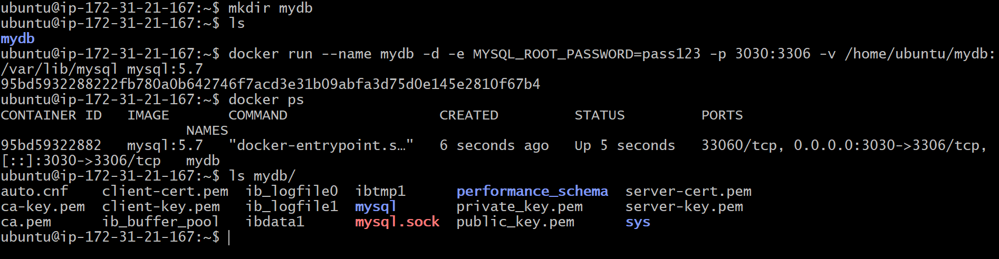 ubuntu@ip-172-31-21-167:~$ mkdir mydb
ubuntu@ip-172-31-21-167:~$ ls
mydb
ubuntu@ip-172-31-21-167:~$ docker run --name mydb -d -e MYSQL_ROOT_PASSWORD=pass123 -p 3030:3306 -v /home/ubuntu/mydb:
/var/lib/mysql mysql:5.7
95bd5932288222fb780a0b642746f7acd3e31b09abfa3d75d0e145e2810f67b4
ubuntu@ip-172-31-21-167:~$ docker ps
CONTAINER ID   IMAGE       COMMAND                  CREATED         STATUS         PORTS
                      NAMES
95bd59322882   mysql:5.7   "docker-entrypoint.s…"   6 seconds ago   Up 5 seconds   33060/tcp, 0.0.0.0:3030->3306/tcp,
[::]:3030->3306/tcp   mydb
ubuntu@ip-172-31-21-167:~$ ls mydb/
auto.cnf    client-cert.pem  ib_logfile0  ibtmp1      performance_schema  server-cert.pem
ca-key.pem  client-key.pem   ib_logfile1  mysql       private_key.pem     server-key.pem
ca.pem      ib_buffer_pool   ibdata1      mysql.sock  public_key.pem      sys
ubuntu@ip-172-31-21-167:~$